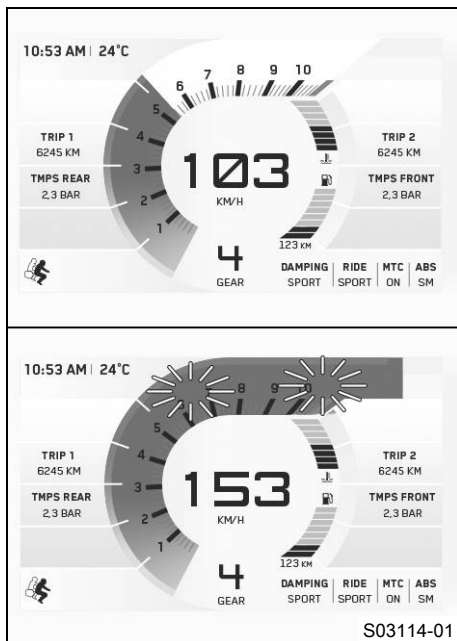 10:53 AM | 24°C
6 7 8 9 10
5
4
3
2
1
TRIP 1
6245 KM
TMPS REAR
2,3 BAR
103
KM/H
TRIP 2
6245 KM
TMPS FRONT
2,3 BAR
123 KM
4
GEAR
DAMPING | RIDE | MTC | ABS
SPORT | SPORT | ON | SM
10:53 AM | 24°C
8 9 10
5
4
3
2
1
TRIP 1
6245 KM
TMPS REAR
2,3 BAR
153
KM/H
TRIP 2
6245 KM
TMPS FRONT
2,3 BAR
123 KM
4
GEAR
DAMPING | RIDE | MTC | ABS
SPORT | SPORT | ON | SM
S03114-01